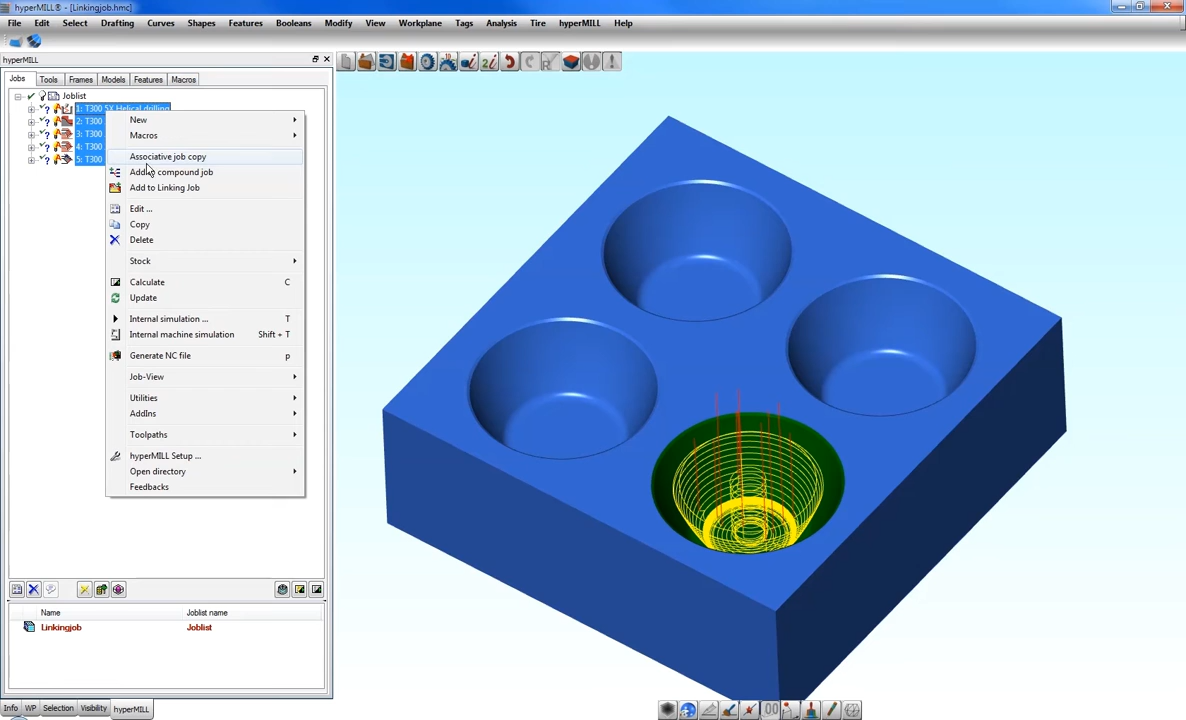 hyperMILL® - [Linkingjob.hmc]
File Edit Select Drafting Curves Shapes Features Booleans Modify View Workplane Tags Analysis Tire hyperMILL Help
hyperMILL
Jobs Tools Frames Models Features Macros
Joblist
1: T300 5X Helical drilling
2: T300
3: T300
4: T300
5: T300
New
Macros
Associative job copy
Add to compound job
Add to Linking Job
Edit ...
Copy
Delete
Stock
Calculate C
Update
Internal simulation ... T
Internal machine simulation Shift + T
Generate NC file p
Job-View
Utilities
AddIns
Toolpaths
hyperMILL Setup ...
Open directory
Feedbacks
Name Joblist name
Linkingjob Joblist
Info WP Selection Visibility hyperMILL